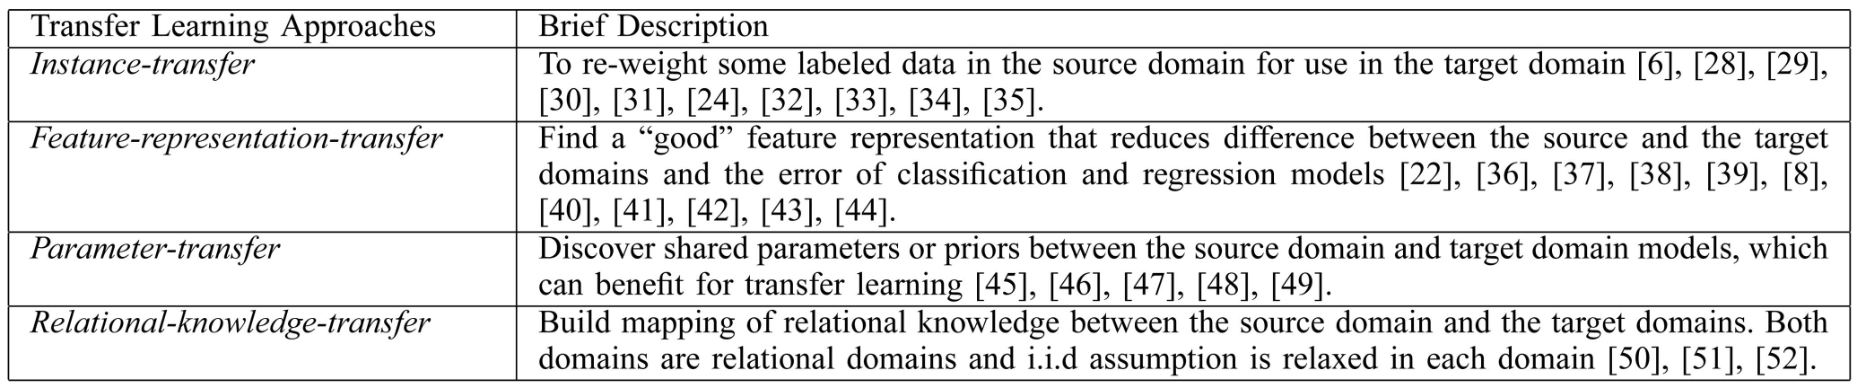 Transfer Learning Approaches
Brief Description
Instance-transfer
To re-weight some labeled data in the source domain for use in the target domain [6], [28], [29],
[30], [31], [24], [32], [33], [34], [35].
Feature-representation-transfer
Find a “good” feature representation that reduces difference between the source and the target
domains and the error of classification and regression models [22], [36], [37], [38], [39], [8],
[40], [41], [42], [43], [44].
Parameter-transfer
Discover shared parameters or priors between the source domain and target domain models, which
can benefit for transfer learning [45], [46], [47], [48], [49].
Relational-knowledge-transfer
Build mapping of relational knowledge between the source domain and the target domains. Both
domains are relational domains and i.i.d assumption is relaxed in each domain [50], [51], [52].